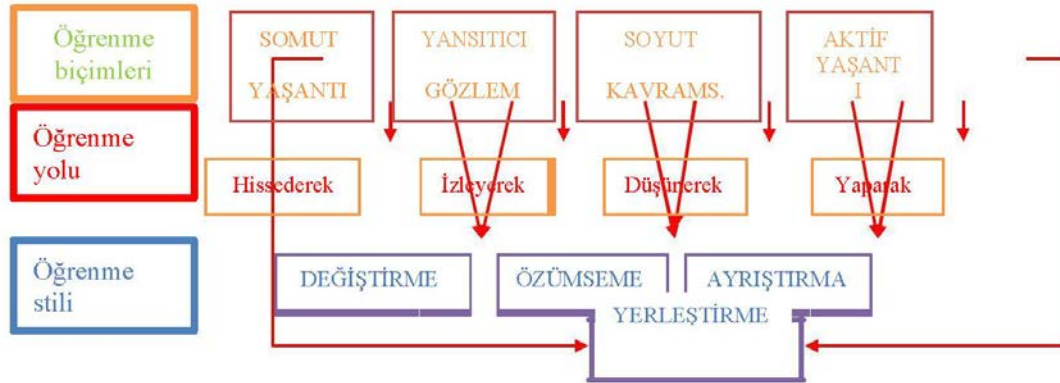 Öğrenme
biçimleri
SOMUT
YAŞANTI
YANSITICI
GÖZLEM
SOYUT
KAVRAMS.
AKTİF
YAŞANT
I
Öğrenme
yolu
Hissederek
İzleyerek
Düşünerek
Yaparak
Öğrenme
stili
DEĞİŞTİRME
ÖZÜMSEME
AYRIŞTIRMA
YERLEŞTİRME